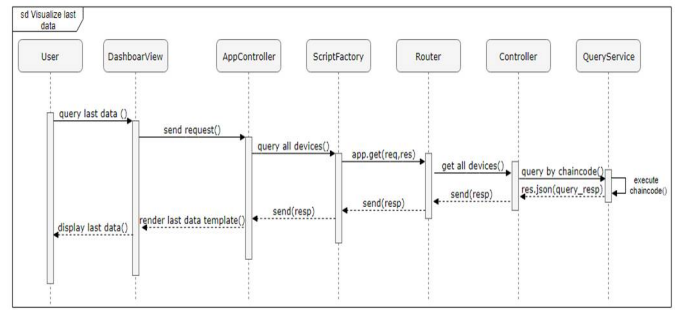 sd Visualize last
data
User
DashboarView
AppController
ScriptFactory
Router
Controller
QueryService
query last data ()
send request()
query all devices()
app.get(req,res)
get all devices()
query by chaincode()
execute
chaincode()
res.json(query_resp)
send(resp)
send(resp)
send(resp)
render last data template()
display last data()